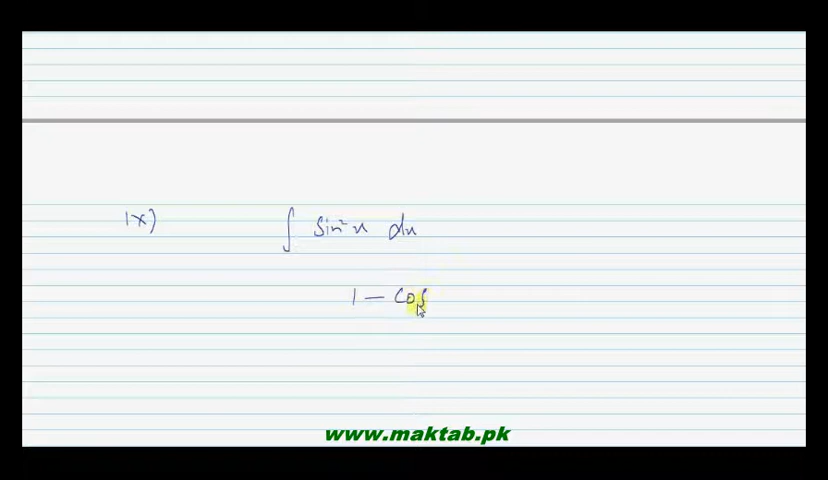 ix) ∫ sin²x dx
1 – cos
www.maktab.pk